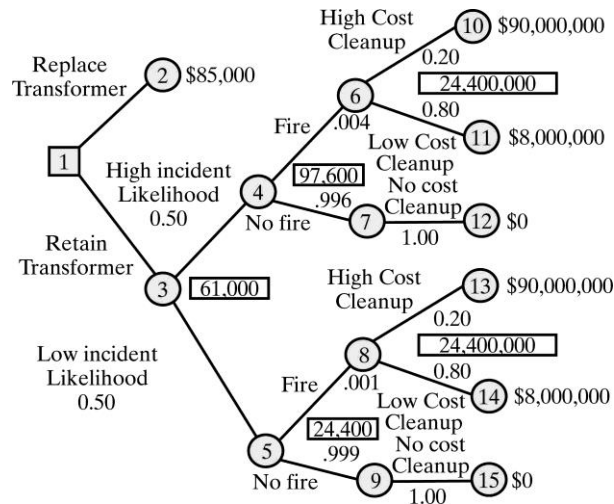 High Cost
Cleanup
10
$90,000,000
0.20
Replace
Transformer
2
$85,000
6
24,400,000
0.80
Fire
.004
11
$8,000,000
Low Cost
Cleanup
1
High incident
Likelihood
0.50
4
97,600
.996
No cost
Cleanup
No fire
7
1.00
12
$0
Retain
Transformer
3
61,000
High Cost
Cleanup
13
$90,000,000
0.20
8
24,400,000
0.80
Low incident
Likelihood
0.50
Fire
.001
14
$8,000,000
Low Cost
Cleanup
5
24,400
.999
No cost
Cleanup
No fire
9
1.00
15
$0